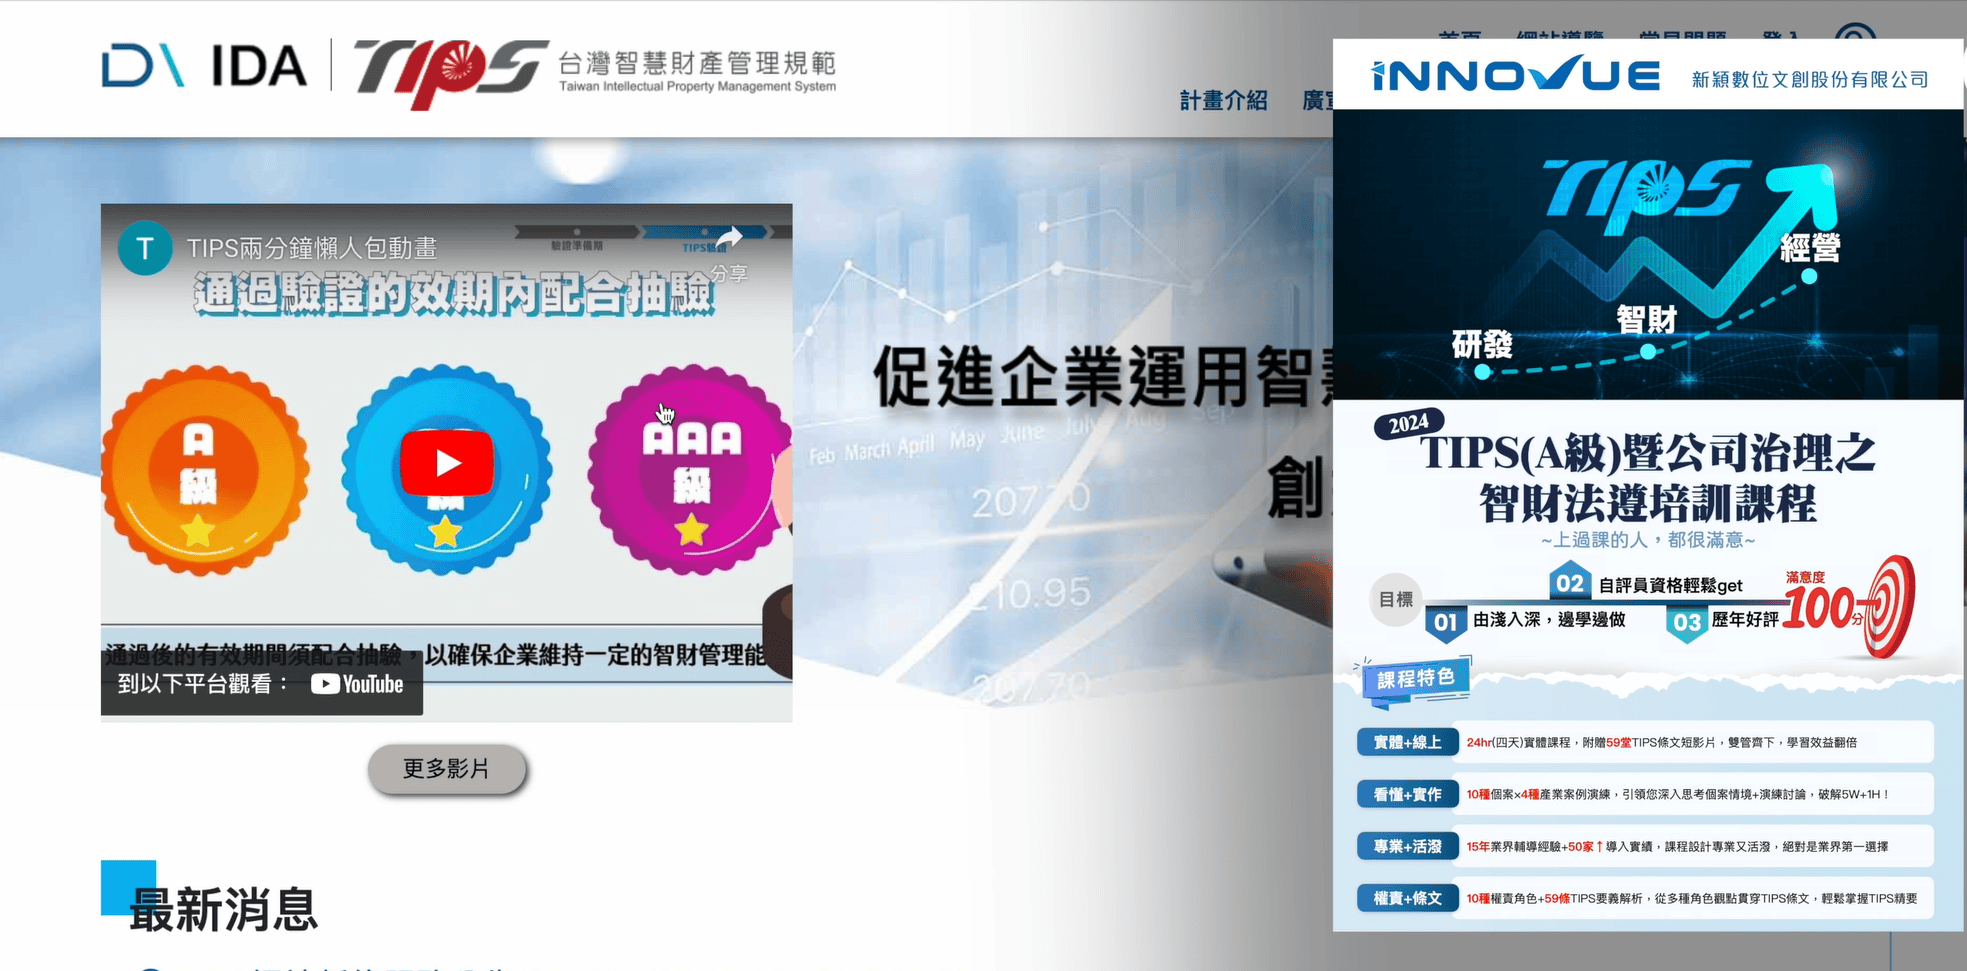 IDA
TIPS
台灣智慧財產管理規範
Taiwan Intellectual Property Management System
計畫介紹
T
TIPS兩分鐘懶人包動畫
驗證準備期
分享
通過驗證的效期內配合抽驗
A
級
AAA
級
通過後的有效期間須配合抽驗，以確保企業維持一定的智財管理能
到以下平台觀看：
YouTube
更多影片
促進企業運用智慧
創
Feb March April May June July Aug Sep
210.95
207.70
最新消息
INNOVUE
新穎數位文創股份有限公司
TIPS
經營
智財
研發
2024
TIPS(A級)暨公司治理之
智財法遵培訓課程
~上過課的人，都很滿意~
目標
01 由淺入深，邊學邊做
02 自評員資格輕鬆get
03 歷年好評
滿意度
100分
課程特色
實體+線上 24hr(四天)實體課程，附贈59堂TIPS條文短影片，雙管齊下，學習效益翻倍
看懂+實作 10種個案×4種產業案例演練，引領您深入思考個案情境+演練討論，破解5W+1H！
專業+活潑 15年業界輔導經驗+50家↑導入實績，課程設計專業又活潑，絕對是業界第一選擇
權責+條文 10種權責角色+59條TIPS要義解析，從多種角色觀點貫穿TIPS條文，輕鬆掌握TIPS精要